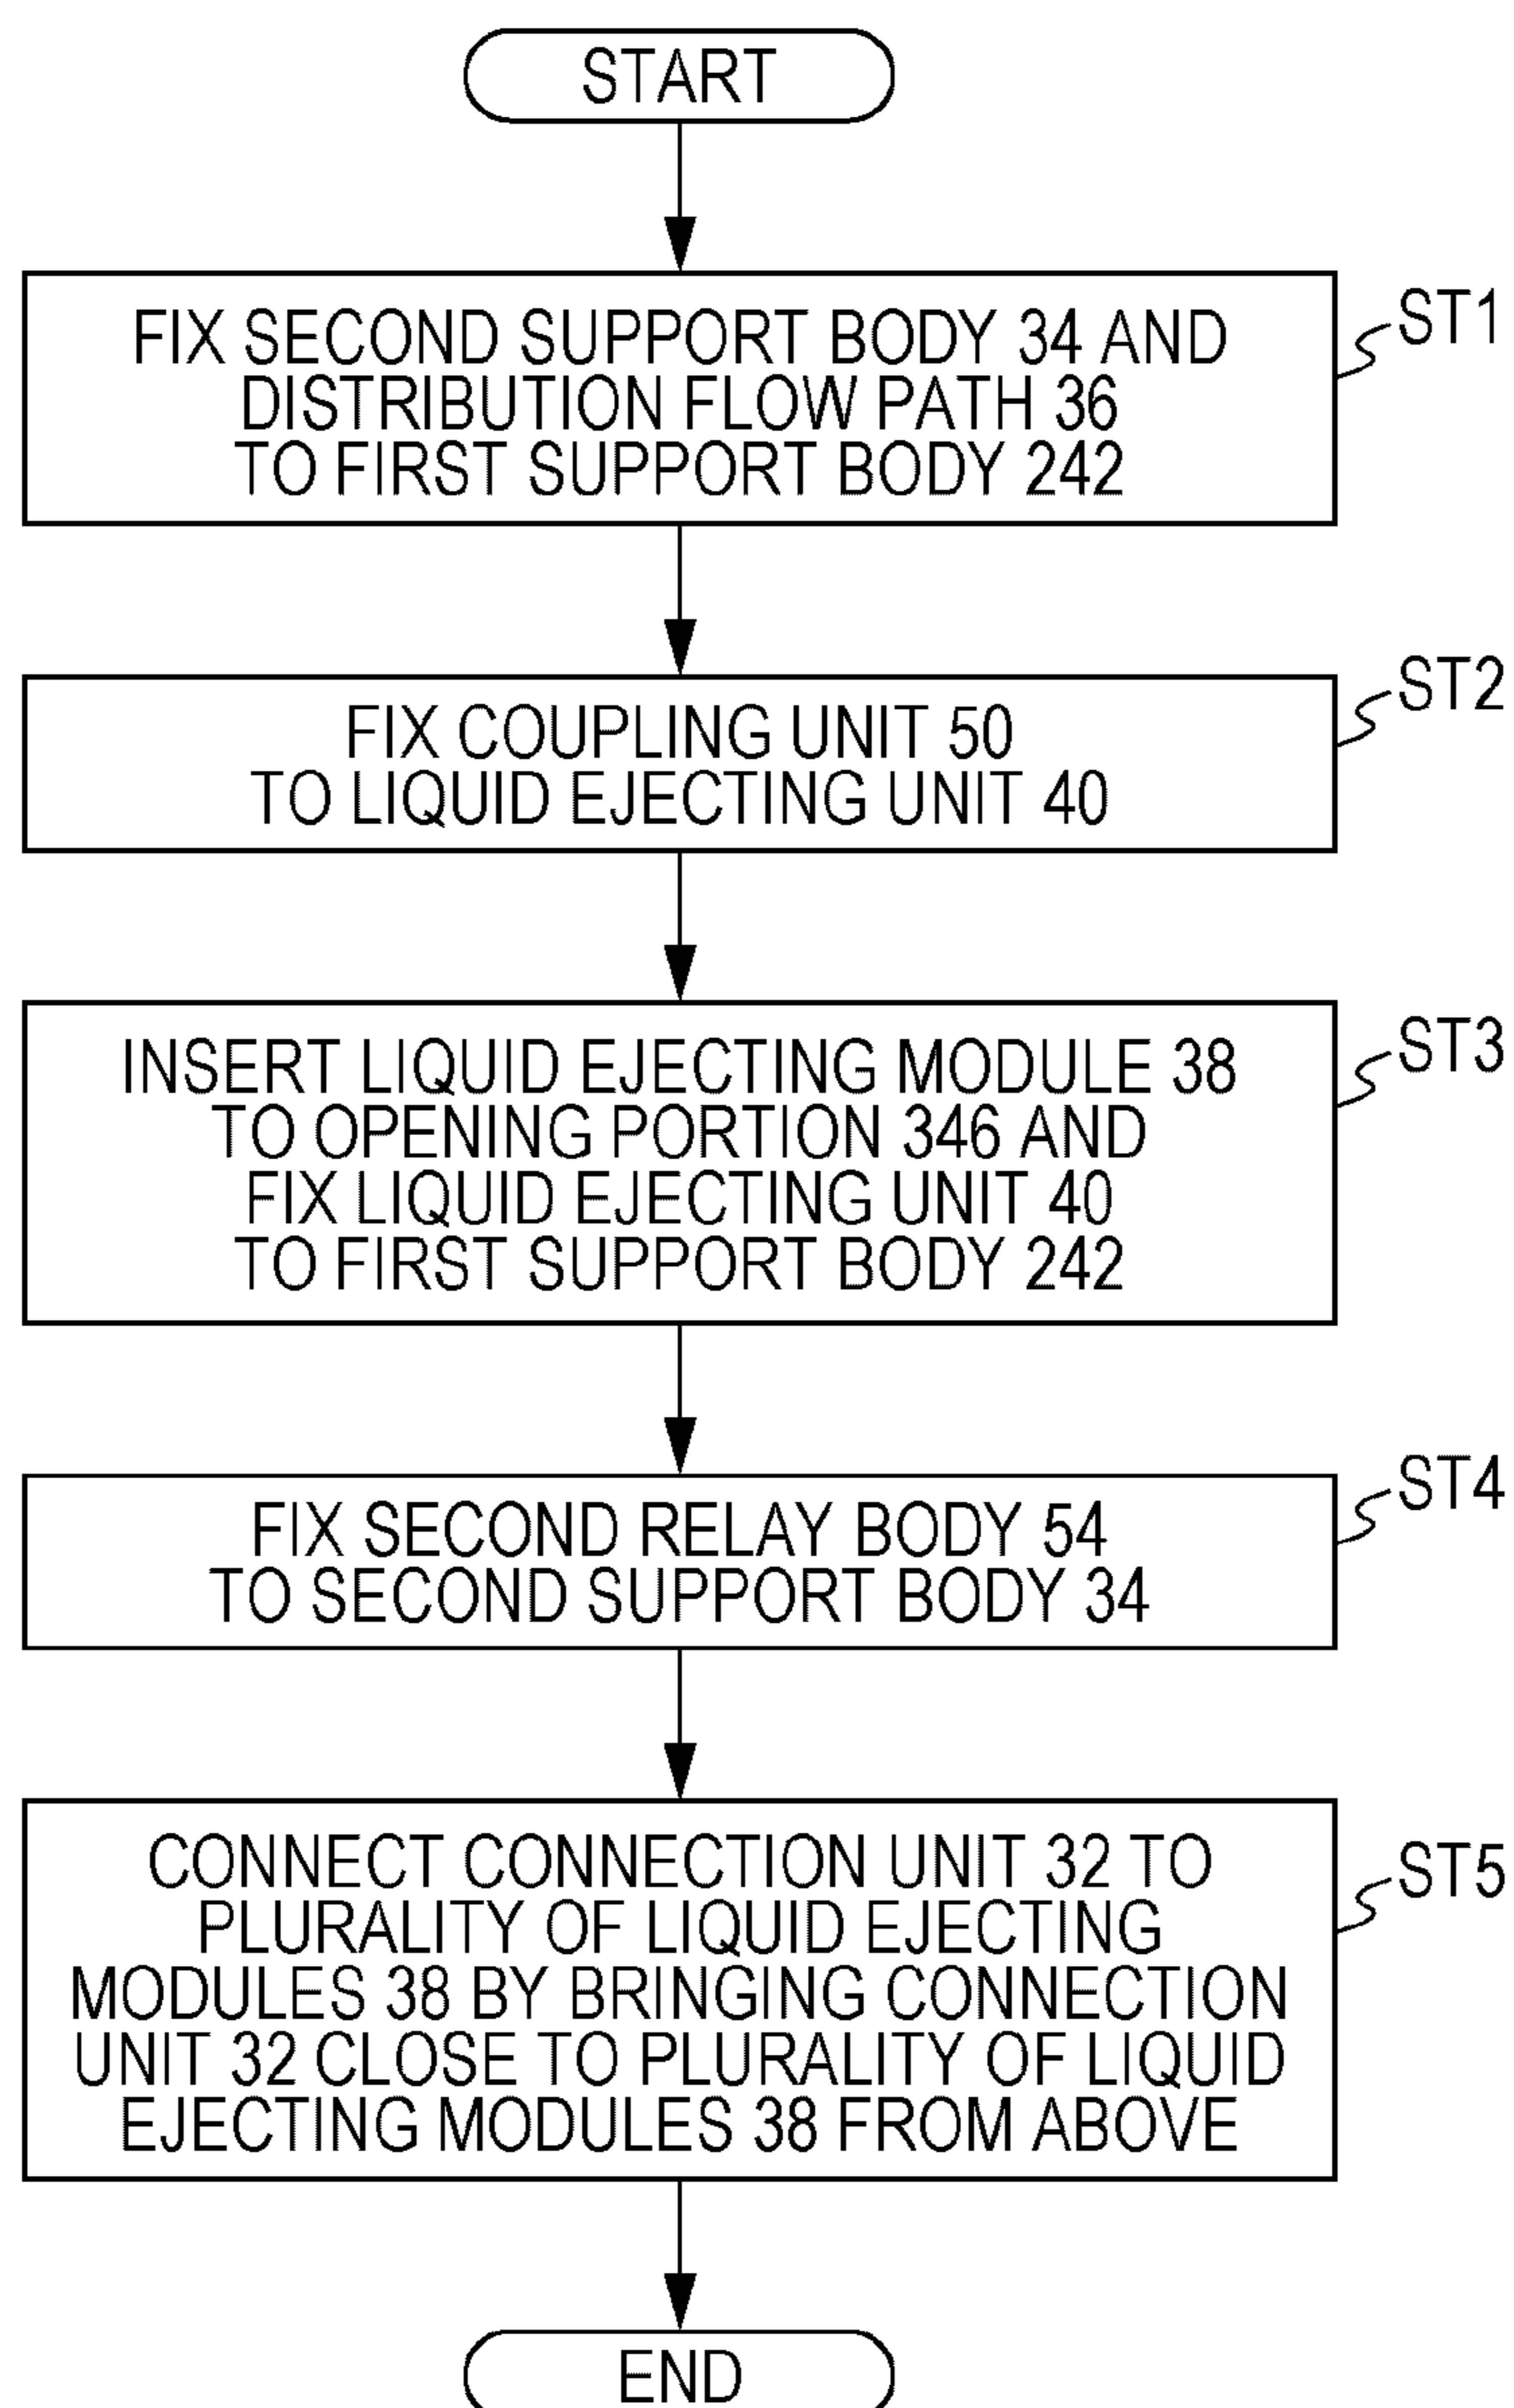 START
FIX SECOND SUPPORT BODY 34 AND
DISTRIBUTION FLOW PATH 36
TO FIRST SUPPORT BODY 242
ST1
FIX COUPLING UNIT 50
TO LIQUID EJECTING UNIT 40
ST2
INSERT LIQUID EJECTING MODULE 38
TO OPENING PORTION 346 AND
FIX LIQUID EJECTING UNIT 40
TO FIRST SUPPORT BODY 242
ST3
FIX SECOND RELAY BODY 54
TO SECOND SUPPORT BODY 34
ST4
CONNECT CONNECTION UNIT 32 TO
PLURALITY OF LIQUID EJECTING
MODULES 38 BY BRINGING CONNECTION
UNIT 32 CLOSE TO PLURALITY OF LIQUID
EJECTING MODULES 38 FROM ABOVE
ST5
END